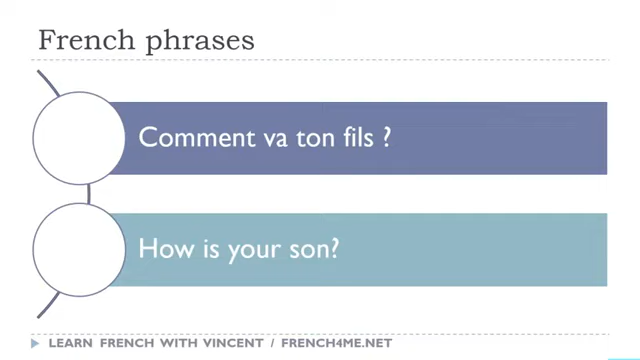 French phrases
Comment va ton fils ?
How is your son?
LEARN FRENCH WITH VINCENT / FRENCH4ME.NET